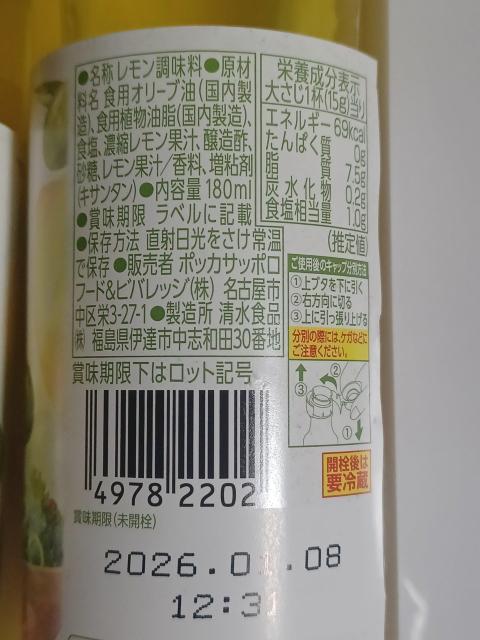 ●名称 レモン調味料 ●原材
料名 食用オリーブ油(国内製
造)、食用植物油脂(国内製造)、
食塩、濃縮レモン果汁、醸造酢、
砂糖、レモン果汁/香料、増粘剤
(キサンタン) ●内容量 180ml
●賞味期限 ラベルに記載
●保存方法 直射日光をさけ常温
で保存 ●販売者 ポッカサッポロ
フード&ビバレッジ(株) 名古屋市
中区栄3-27-1 ●製造所 清水食品
(株) 福島県伊達市中志和田30番地
賞味期限下はロット記号
4978 2202
賞味期限(未開栓)
2026.01.08
12:31
栄養成分表示
大さじ1杯(15g)当り
エネルギー 69kcal
たんぱく質 0g
脂質 7.5g
炭水化物 0.2g
食塩相当量 1.0g
(推定値)
ご使用後のキャップ分別方法
①上ブタを下に引く
②右方向に切る
③上に引っ張り上げる
分別の際には、ケガなどに
ご注意ください。
③
②
①
開栓後は
要冷蔵